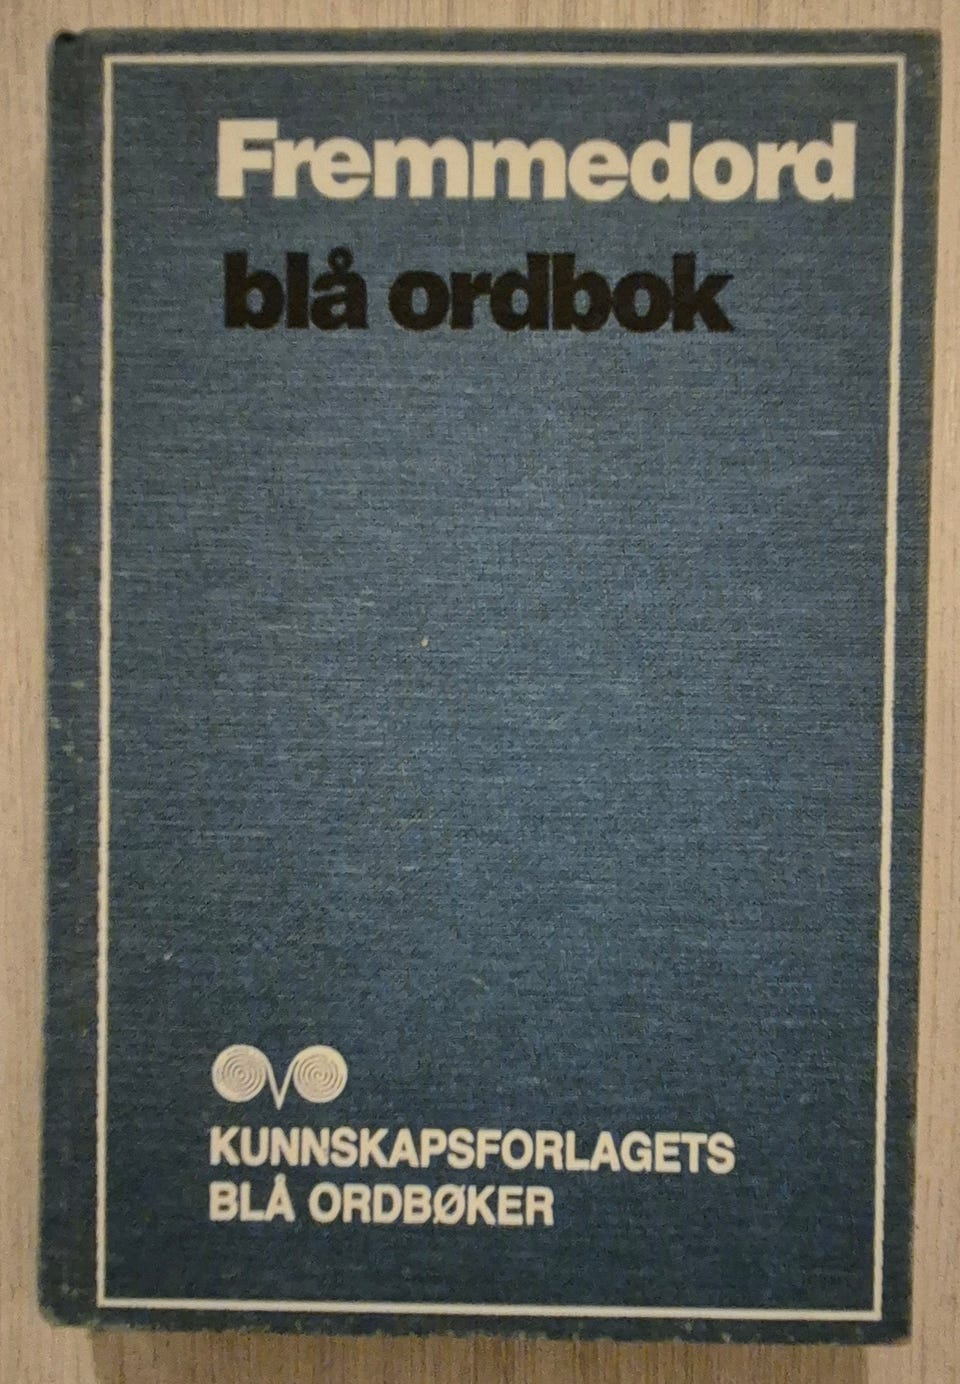 Fremmedord
blå ordbok
KUNNSKAPSFORLAGETS
BLÅ ORDBØKER